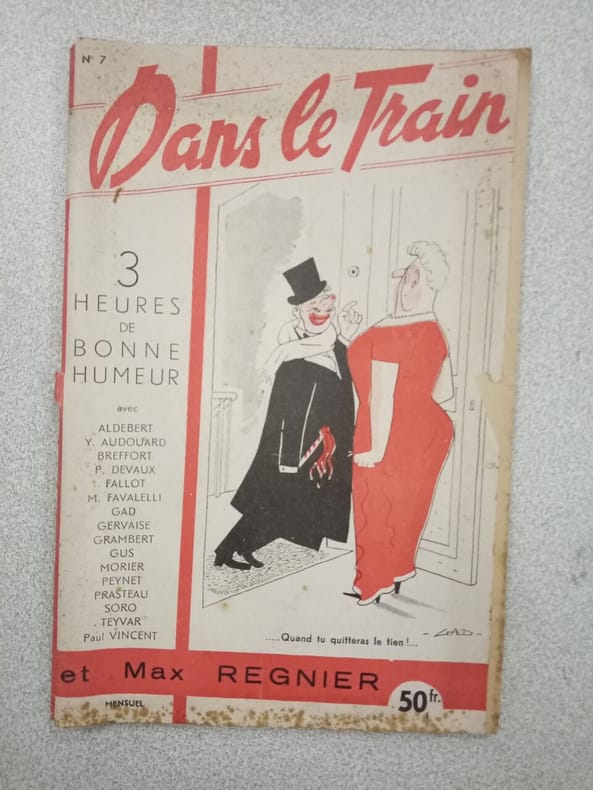 N° 7
Dans le Train
3
HEURES
DE
BONNE
HUMEUR
avec
ALDEBERT
Y. AUDOUARD
BREFFORT
P. DEVAUX
FALLOT
M. FAVALELLI
GAD
GERVAISE
GRAMBERT
GUS
MORIER
PEYNET
PRASTEAU
SORO
TEYVAR
Paul VINCENT
.....Quand tu quitteras le tien !...
- GAD -
et Max REGNIER
50 fr.
MENSUEL